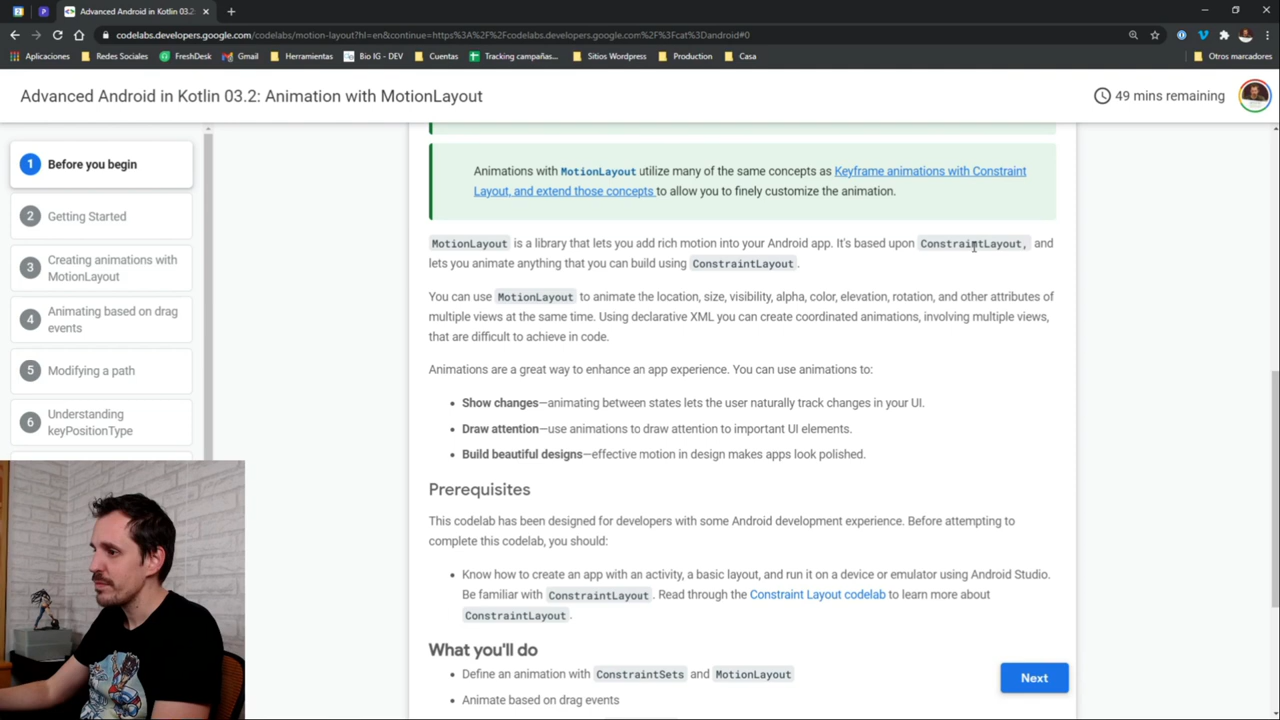 Advanced Android in Kotlin 03.2:
codelabs.developers.google.com/codelabs/motion-layout?hl=en&continue=https%3A%2F%2Fcodelabs.developers.google.com%2F%3Fcat%3Dandroid#0
Aplicaciones Redes Sociales FreshDesk Gmail Herramientas Bio IG - DEV Cuentas Tracking campañas... Sitios Wordpress Production Casa Otros marcadores
Advanced Android in Kotlin 03.2: Animation with MotionLayout
49 mins remaining
1 Before you begin
2 Getting Started
3 Creating animations with
MotionLayout
4 Animating based on drag
events
5 Modifying a path
6 Understanding
keyPositionType
Animations with MotionLayout utilize many of the same concepts as Keyframe animations with Constraint
Layout, and extend those concepts to allow you to finely customize the animation.
MotionLayout is a library that lets you add rich motion into your Android app. It's based upon ConstraintLayout, and
lets you animate anything that you can build using ConstraintLayout.
You can use MotionLayout to animate the location, size, visibility, alpha, color, elevation, rotation, and other attributes of
multiple views at the same time. Using declarative XML you can create coordinated animations, involving multiple views,
that are difficult to achieve in code.
Animations are a great way to enhance an app experience. You can use animations to:
• Show changes—animating between states lets the user naturally track changes in your UI.
• Draw attention—use animations to draw attention to important UI elements.
• Build beautiful designs—effective motion in design makes apps look polished.
Prerequisites
This codelab has been designed for developers with some Android development experience. Before attempting to
complete this codelab, you should:
• Know how to create an app with an activity, a basic layout, and run it on a device or emulator using Android Studio.
Be familiar with ConstraintLayout. Read through the Constraint Layout codelab to learn more about
ConstraintLayout.
What you'll do
• Define an animation with ConstraintSets and MotionLayout
• Animate based on drag events
Next